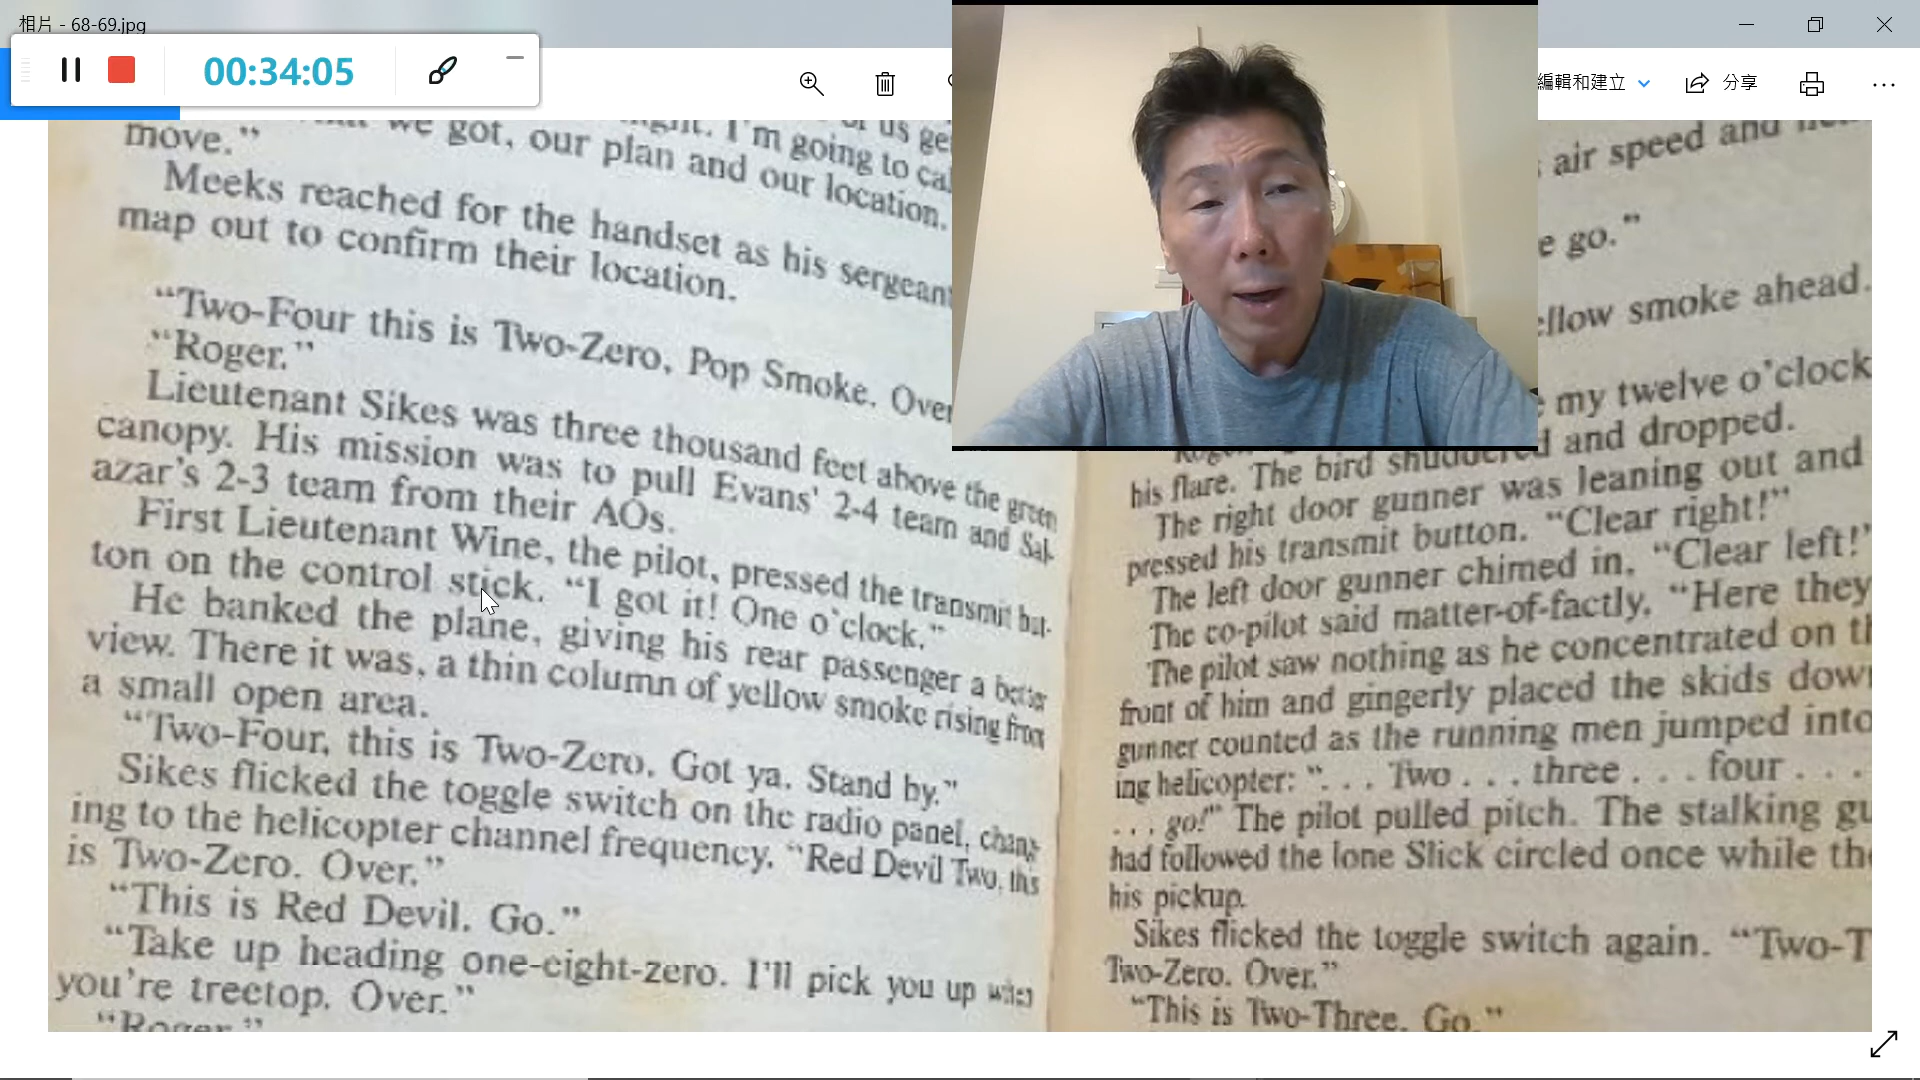 相片 - 68-69.jpg
00:34:05
編輯和建立
分享
we got, our plan and our location.
I'm going to
of us
move.”
Meeks reached for the handset as his sergeant
map out to confirm their location.
“Two-Four this is Two-Zero, Pop Smoke. Over
“Roger.”
Lieutenant Sikes was three thousand feet above the green
canopy. His mission was to pull Evans' 2-4 team and Sal-
azar's 2-3 team from their AOs.
First Lieutenant Wine, the pilot, pressed the transmit but-
ton on the control stick. “I got it! One o'clock.”
He banked the plane, giving his rear passenger a better
view. There it was, a thin column of yellow smoke rising from
a small open area.
“Two-Four, this is Two-Zero. Got ya. Stand by.”
Sikes flicked the toggle switch on the radio panel, chang-
ing to the helicopter channel frequency. “Red Devil Two, this
is Two-Zero. Over.”
“This is Red Devil. Go.”
“Take up heading one-eight-zero. I'll pick you up when
you're treetop. Over.”
“Roger.”
air speed and
go.”
smoke ahead.
my twelve o'clock
and dropped.
his flare. The bird shuddered
The right door gunner was leaning out and
pressed his transmit button. “Clear right!”
The left door gunner chimed in. “Clear left!”
The co-pilot said matter-of-factly, “Here they
The pilot saw nothing as he concentrated on
front of him and gingerly placed the skids
gunner counted as the running men jumped into
ing helicopter: “. . . Two . . . three . . . four . . .
. . . go!” The pilot pulled pitch. The stalking
had followed the lone Slick circled once while
his pickup.
Sikes flicked the toggle switch again. “Two-T
Two-Zero. Over.”
“This is Two-Three. Go.”